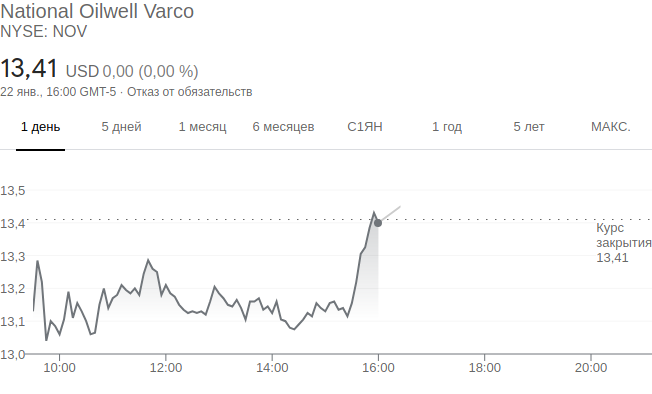 National Oilwell Varco
NYSE: NOV
13,41 USD 0,00 (0,00 %)
22 янв., 16:00 GMT-5 · Отказ от обязательств
1 день 5 дней 1 месяц 6 месяцев С1ЯН 1 год 5 лет МАКС.
13,5
13,4
Курс
закрытия
13,41
13,3
13,2
13,1
13,0
10:00 12:00 14:00 16:00 18:00 20:00